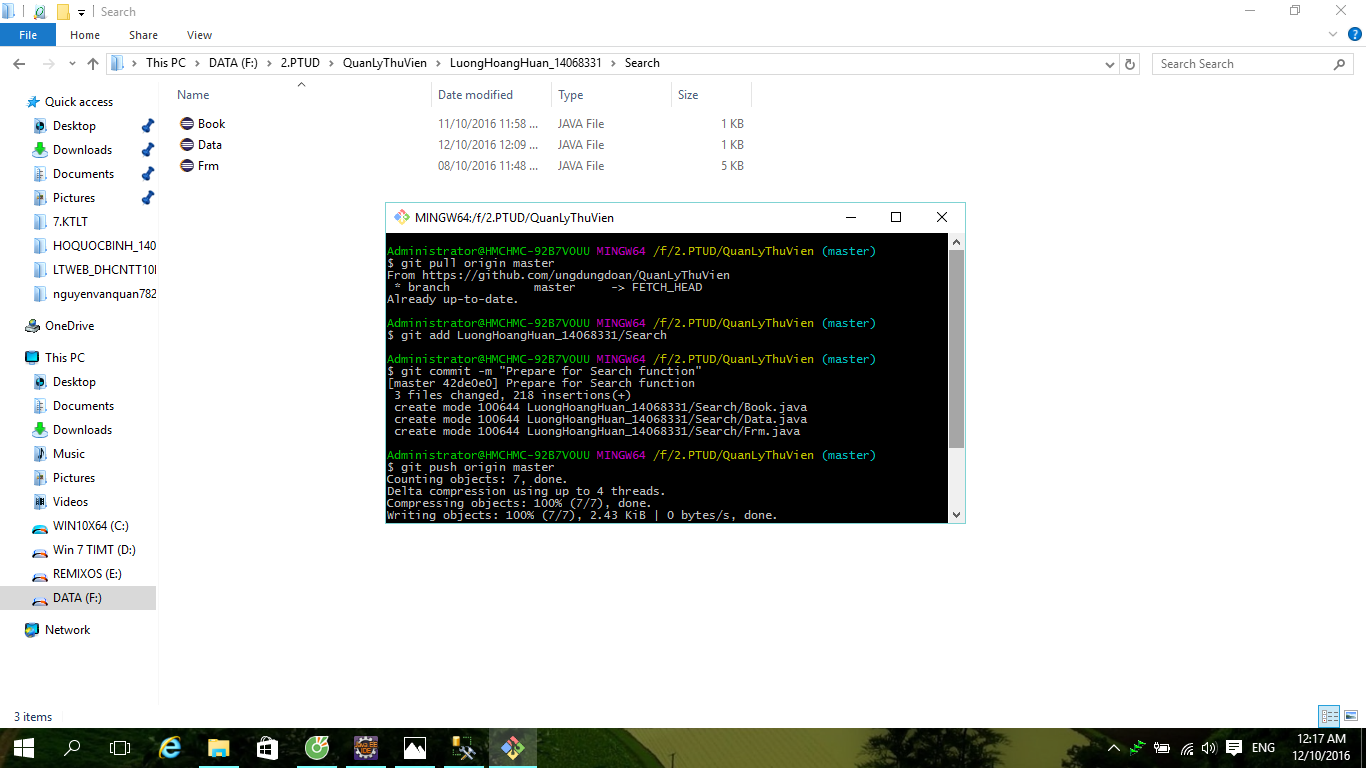 Search
File Home Share View
This PC DATA (F:) 2.PTUD QuanLyThuVien LuongHoangHuan_14068331 Search
Search Search
Name Date modified Type Size
Book 11/10/2016 11:58 ... JAVA File 1 KB
Data 12/10/2016 12:09 ... JAVA File 1 KB
Frm 08/10/2016 11:48 ... JAVA File 5 KB
Quick access
Desktop
Downloads
Documents
Pictures
7.KTLT
HOQUOCBINH_140
LTWEB_DHCNTT10I
nguyenvanquan782
OneDrive
This PC
Desktop
Documents
Downloads
Music
Pictures
Videos
WIN10X64 (C:)
Win 7 TIMT (D:)
REMIXOS (E:)
DATA (F:)
Network
MINGW64:/f/2.PTUD/QuanLyThuVien
Administrator@HMCHMC-92B7VOUU MINGW64 /f/2.PTUD/QuanLyThuVien (master)
$ git pull origin master
From https://github.com/ungdungdoan/QuanLyThuVien
* branch master -> FETCH_HEAD
Already up-to-date.
Administrator@HMCHMC-92B7VOUU MINGW64 /f/2.PTUD/QuanLyThuVien (master)
$ git add LuongHoangHuan_14068331/Search
Administrator@HMCHMC-92B7VOUU MINGW64 /f/2.PTUD/QuanLyThuVien (master)
$ git commit -m "Prepare for Search function"
[master 42de0e0] Prepare for Search function
3 files changed, 218 insertions(+)
create mode 100644 LuongHoangHuan_14068331/Search/Book.java
create mode 100644 LuongHoangHuan_14068331/Search/Data.java
create mode 100644 LuongHoangHuan_14068331/Search/Frm.java
Administrator@HMCHMC-92B7VOUU MINGW64 /f/2.PTUD/QuanLyThuVien (master)
$ git push origin master
Counting objects: 7, done.
Delta compression using up to 4 threads.
Compressing objects: 100% (7/7), done.
Writing objects: 100% (7/7), 2.43 KiB | 0 bytes/s, done.
3 items
ENG
12:17 AM
12/10/2016